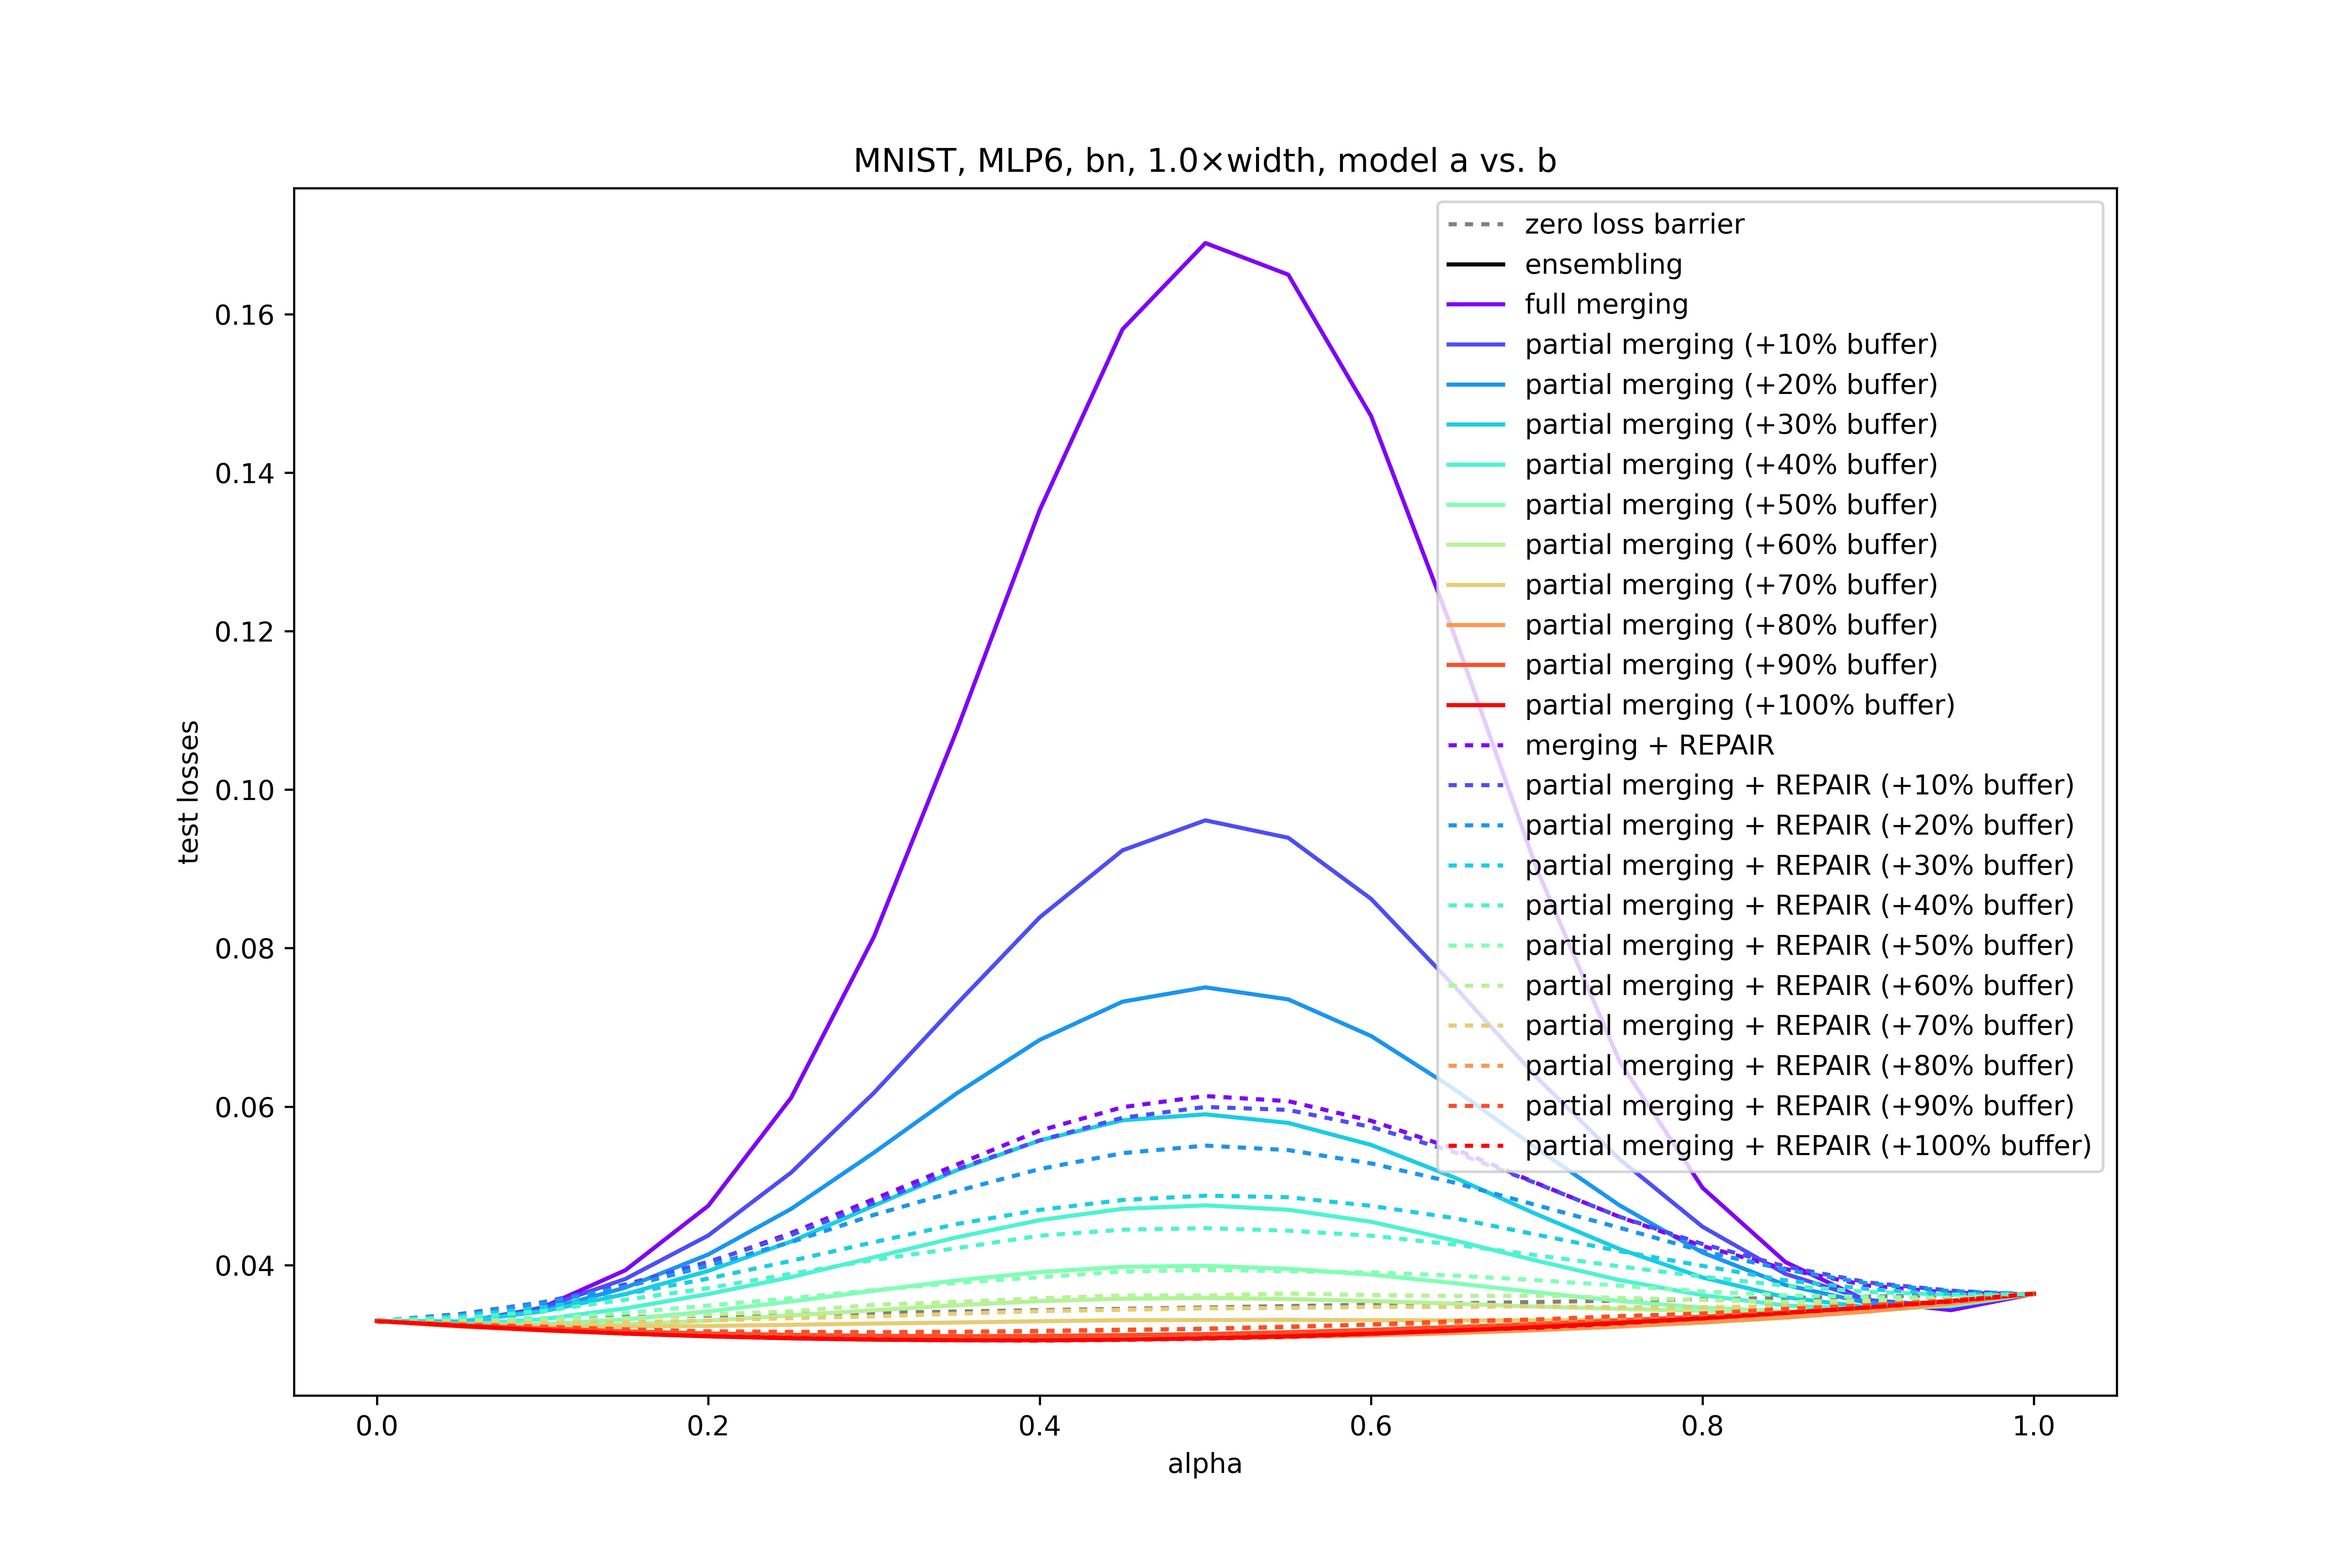 MNIST, MLP6, bn, 1.0×width, model a vs. b
zero loss barrier
ensembling
full merging
partial merging (+10% buffer)
partial merging (+20% buffer)
partial merging (+30% buffer)
partial merging (+40% buffer)
partial merging (+50% buffer)
partial merging (+60% buffer)
partial merging (+70% buffer)
partial merging (+80% buffer)
partial merging (+90% buffer)
partial merging (+100% buffer)
merging + REPAIR
partial merging + REPAIR (+10% buffer)
partial merging + REPAIR (+20% buffer)
partial merging + REPAIR (+30% buffer)
partial merging + REPAIR (+40% buffer)
partial merging + REPAIR (+50% buffer)
partial merging + REPAIR (+60% buffer)
partial merging + REPAIR (+70% buffer)
partial merging + REPAIR (+80% buffer)
partial merging + REPAIR (+90% buffer)
partial merging + REPAIR (+100% buffer)
test losses
0.16
0.14
0.12
0.10
0.08
0.06
0.04
0.0 0.2 0.4 0.6 0.8 1.0
alpha